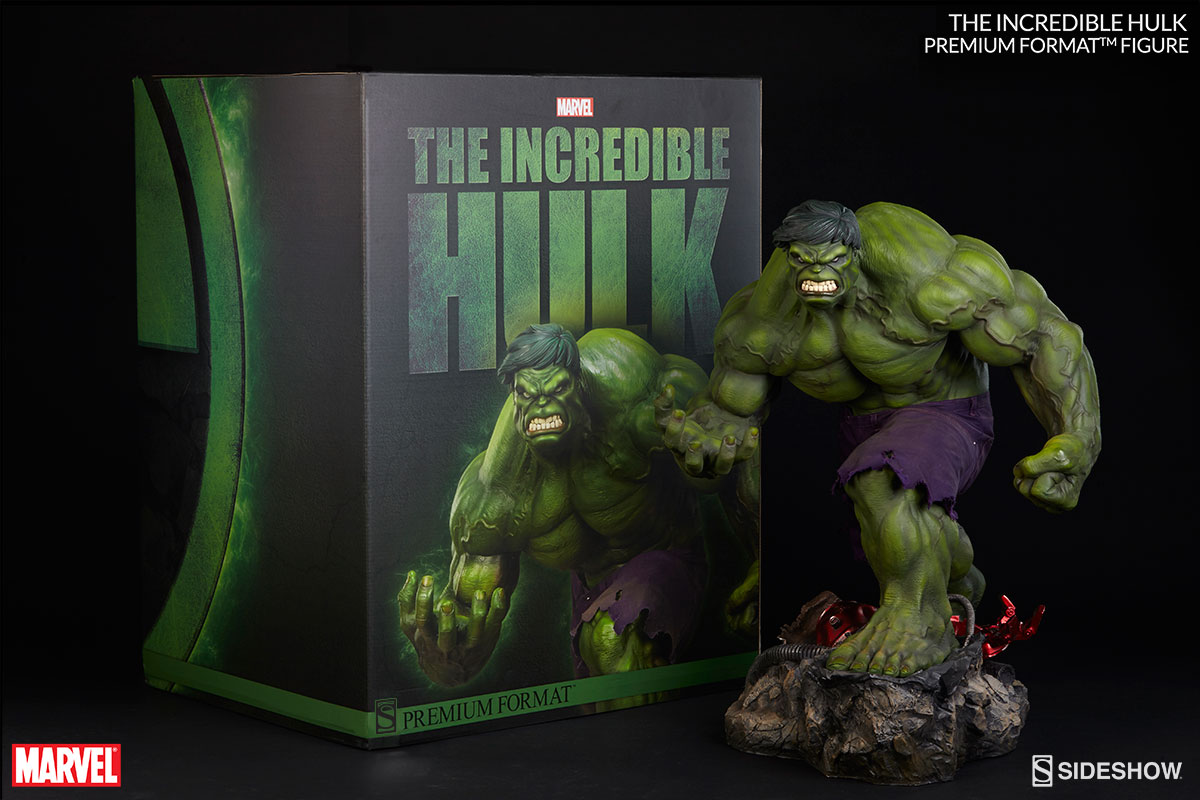 THE INCREDIBLE HULK
PREMIUM FORMAT™ FIGURE
MARVEL
THE INCREDIBLE
HULK
S PREMIUM FORMAT
MARVEL®
S SIDESHOW